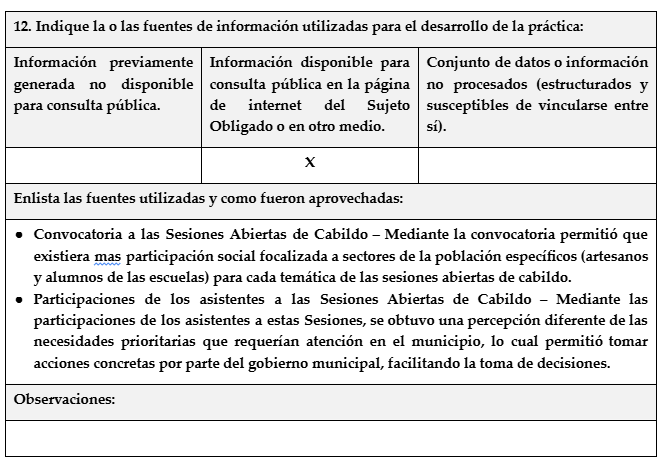 12. Indique la o las fuentes de información utilizadas para el desarrollo de la práctica:
Información previamente
generada no disponible
para consulta pública.
Información disponible para
consulta pública en la página
de internet del Sujeto
Obligado o en otro medio.
Conjunto de datos o información
no procesados (estructurados y
susceptibles de vincularse entre
sí).
X
Enlista las fuentes utilizadas y como fueron aprovechadas:
● Convocatoria a las Sesiones Abiertas de Cabildo – Mediante la convocatoria permitió que
existiera mas participación social focalizada a sectores de la población específicos (artesanos
y alumnos de las escuelas) para cada temática de las sesiones abiertas de cabildo.
● Participaciones de los asistentes a las Sesiones Abiertas de Cabildo – Mediante las
participaciones de los asistentes a estas Sesiones, se obtuvo una percepción diferente de las
necesidades prioritarias que requerían atención en el municipio, lo cual permitió tomar
acciones concretas por parte del gobierno municipal, facilitando la toma de decisiones.
Observaciones: